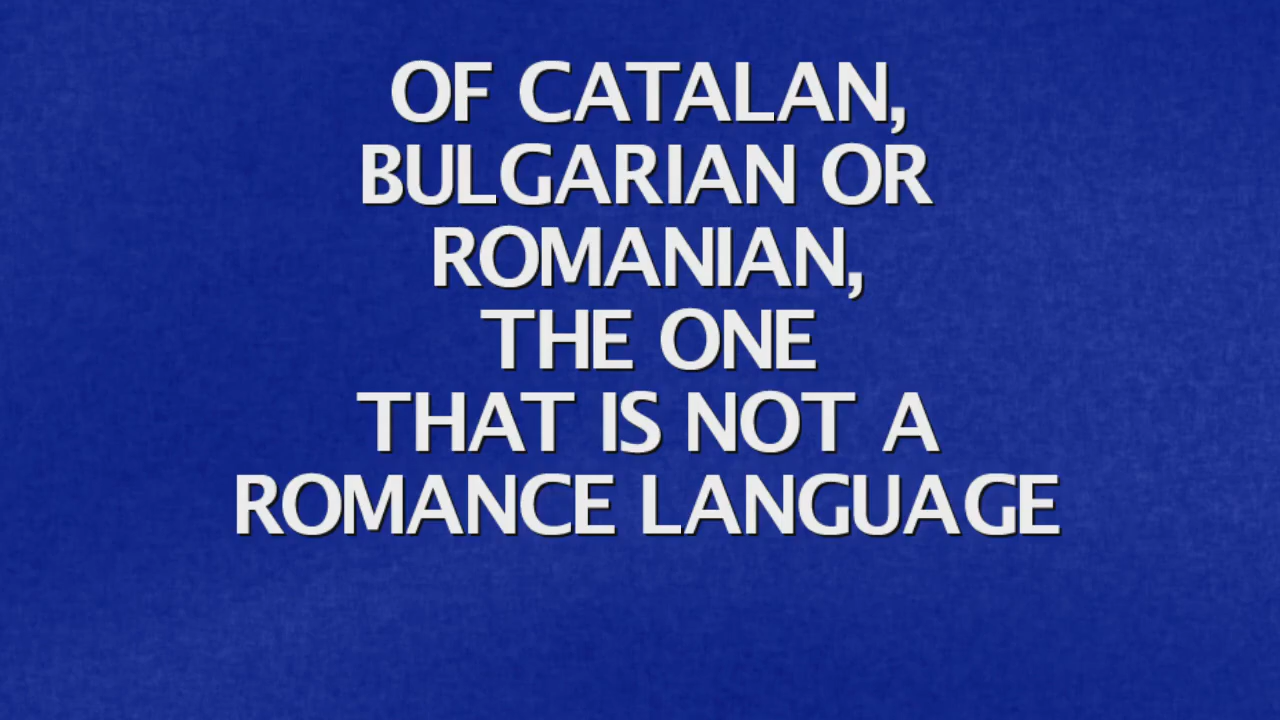 OF CATALAN,
BULGARIAN OR
ROMANIAN,
THE ONE
THAT IS NOT A
ROMANCE LANGUAGE